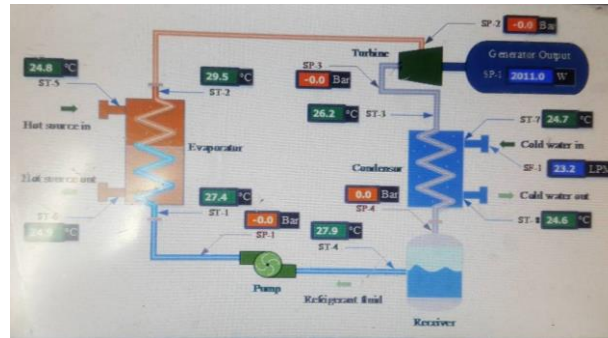 SP-2 -0.0 Bar
Turbine
24.8 °C
ST-5
29.5 °C
ST-2
SP-3
-0.0 Bar
Generator Output
SP-1 2011.0 W
26.2 °C ST-3
ST-7 24.7 °C
Hot source in
Evaporator
Condensor
Cold water in
SF-1 23.2 LPM
Hot source out
27.4 °C
ST-1
0.0 Bar
SP-4
Cold water out
ST-6
24.9 °C
-0.0 Bar
SP-1
27.9 °C
ST-4
ST-8 24.6 °C
Pump
Refrigerant fluid
Receiver